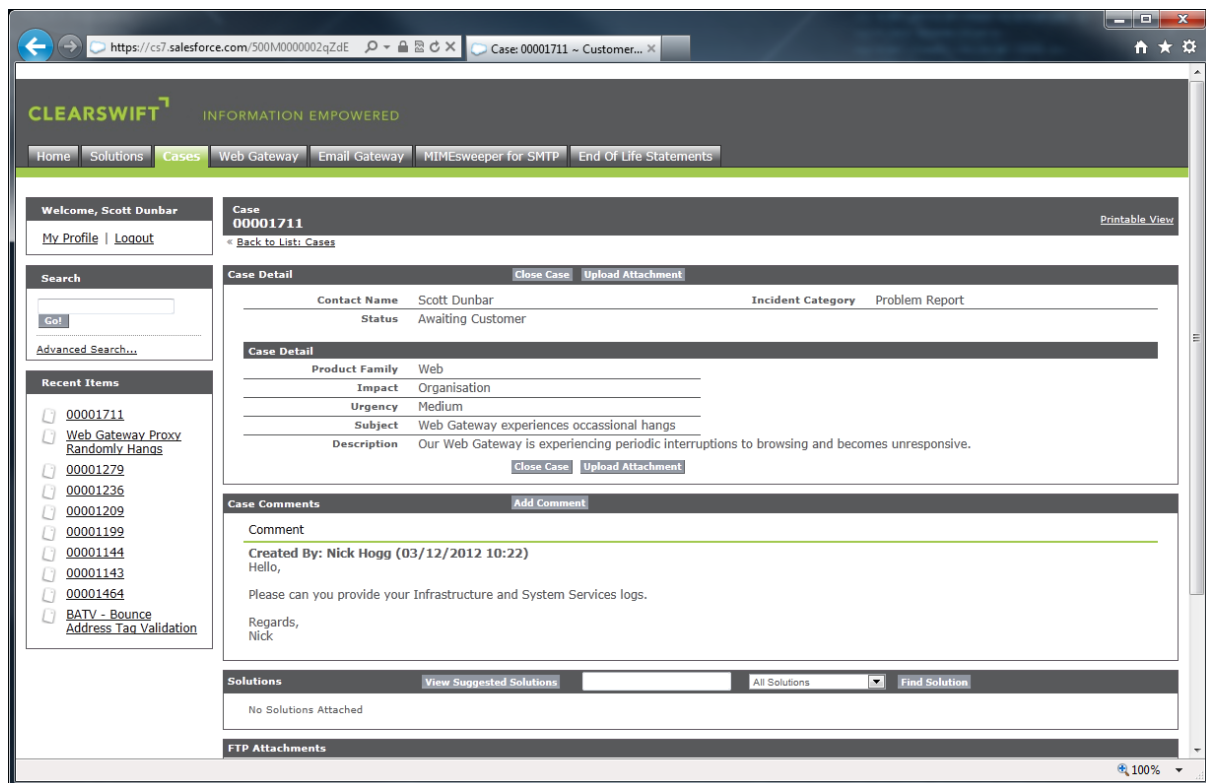 https://cs7.salesforce.com/500M0000002qZdE
Case: 00001711 ~ Customer...
CLEARSWIFT INFORMATION EMPOWERED
Home Solutions Cases Web Gateway Email Gateway MIMEsweeper for SMTP End Of Life Statements
Welcome, Scott Dunbar
My Profile | Logout
Search
Go!
Advanced Search...
Recent Items
00001711
Web Gateway Proxy
Randomly Hangs
00001279
00001236
00001209
00001199
00001144
00001143
00001464
BATV - Bounce
Address Tag Validation
Case
00001711
Printable View
« Back to List: Cases
Case Detail Close Case Upload Attachment
Contact Name Scott Dunbar Incident Category Problem Report
Status Awaiting Customer
Case Detail
Product Family Web
Impact Organisation
Urgency Medium
Subject Web Gateway experiences occassional hangs
Description Our Web Gateway is experiencing periodic interruptions to browsing and becomes unresponsive.
Close Case Upload Attachment
Case Comments Add Comment
Comment
Created By: Nick Hogg (03/12/2012 10:22)
Hello,
Please can you provide your Infrastructure and System Services logs.
Regards,
Nick
Solutions View Suggested Solutions All Solutions Find Solution
No Solutions Attached
FTP Attachments
100%